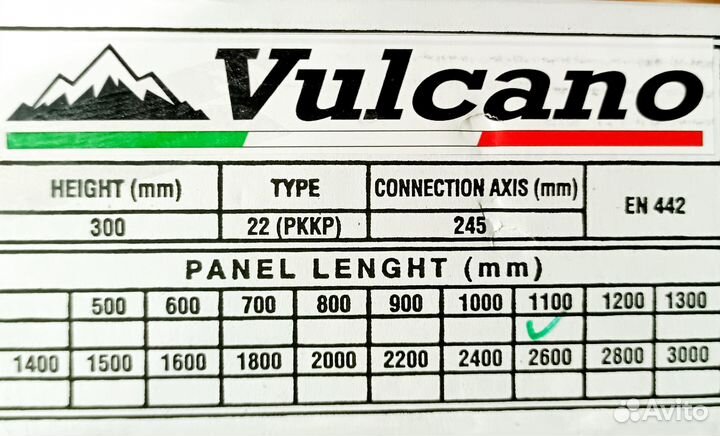 Vulcano
HEIGHT (mm) TYPE CONNECTION AXIS (mm) EN 442
300 22 (PKKP) 245
PANEL LENGHT (mm)
500 600 700 800 900 1000 1100 1200 1300
1400 1500 1600 1800 2000 2200 2400 2600 2800 3000
Avito